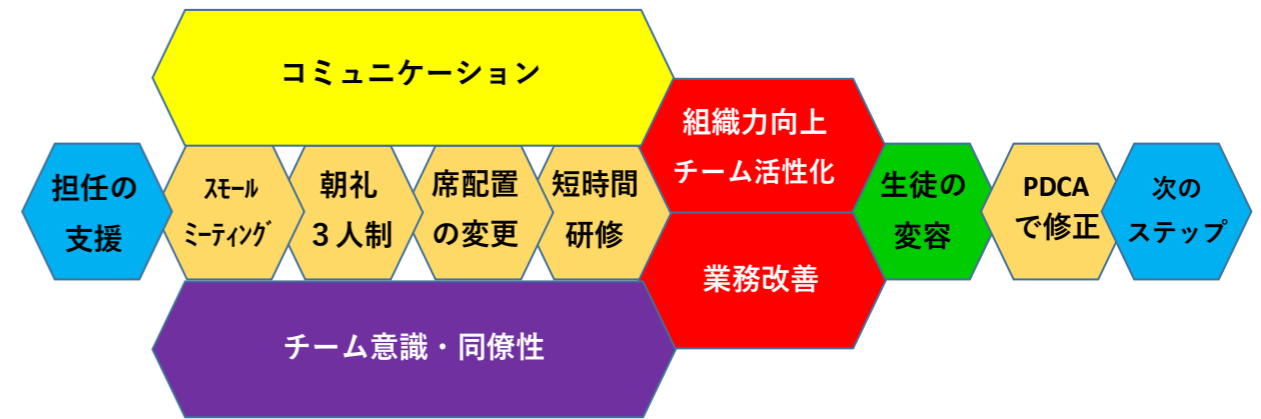 コミュニケーション
担任の
支援
ｽﾓｰﾙ
ﾐｰﾃｨﾝｸﾞ
朝礼
３人制
席配置
の変更
短時間
研修
チーム意識・同僚性
組織力向上
チーム活性化
業務改善
生徒の
変容
PDCA
で修正
次の
ステップ